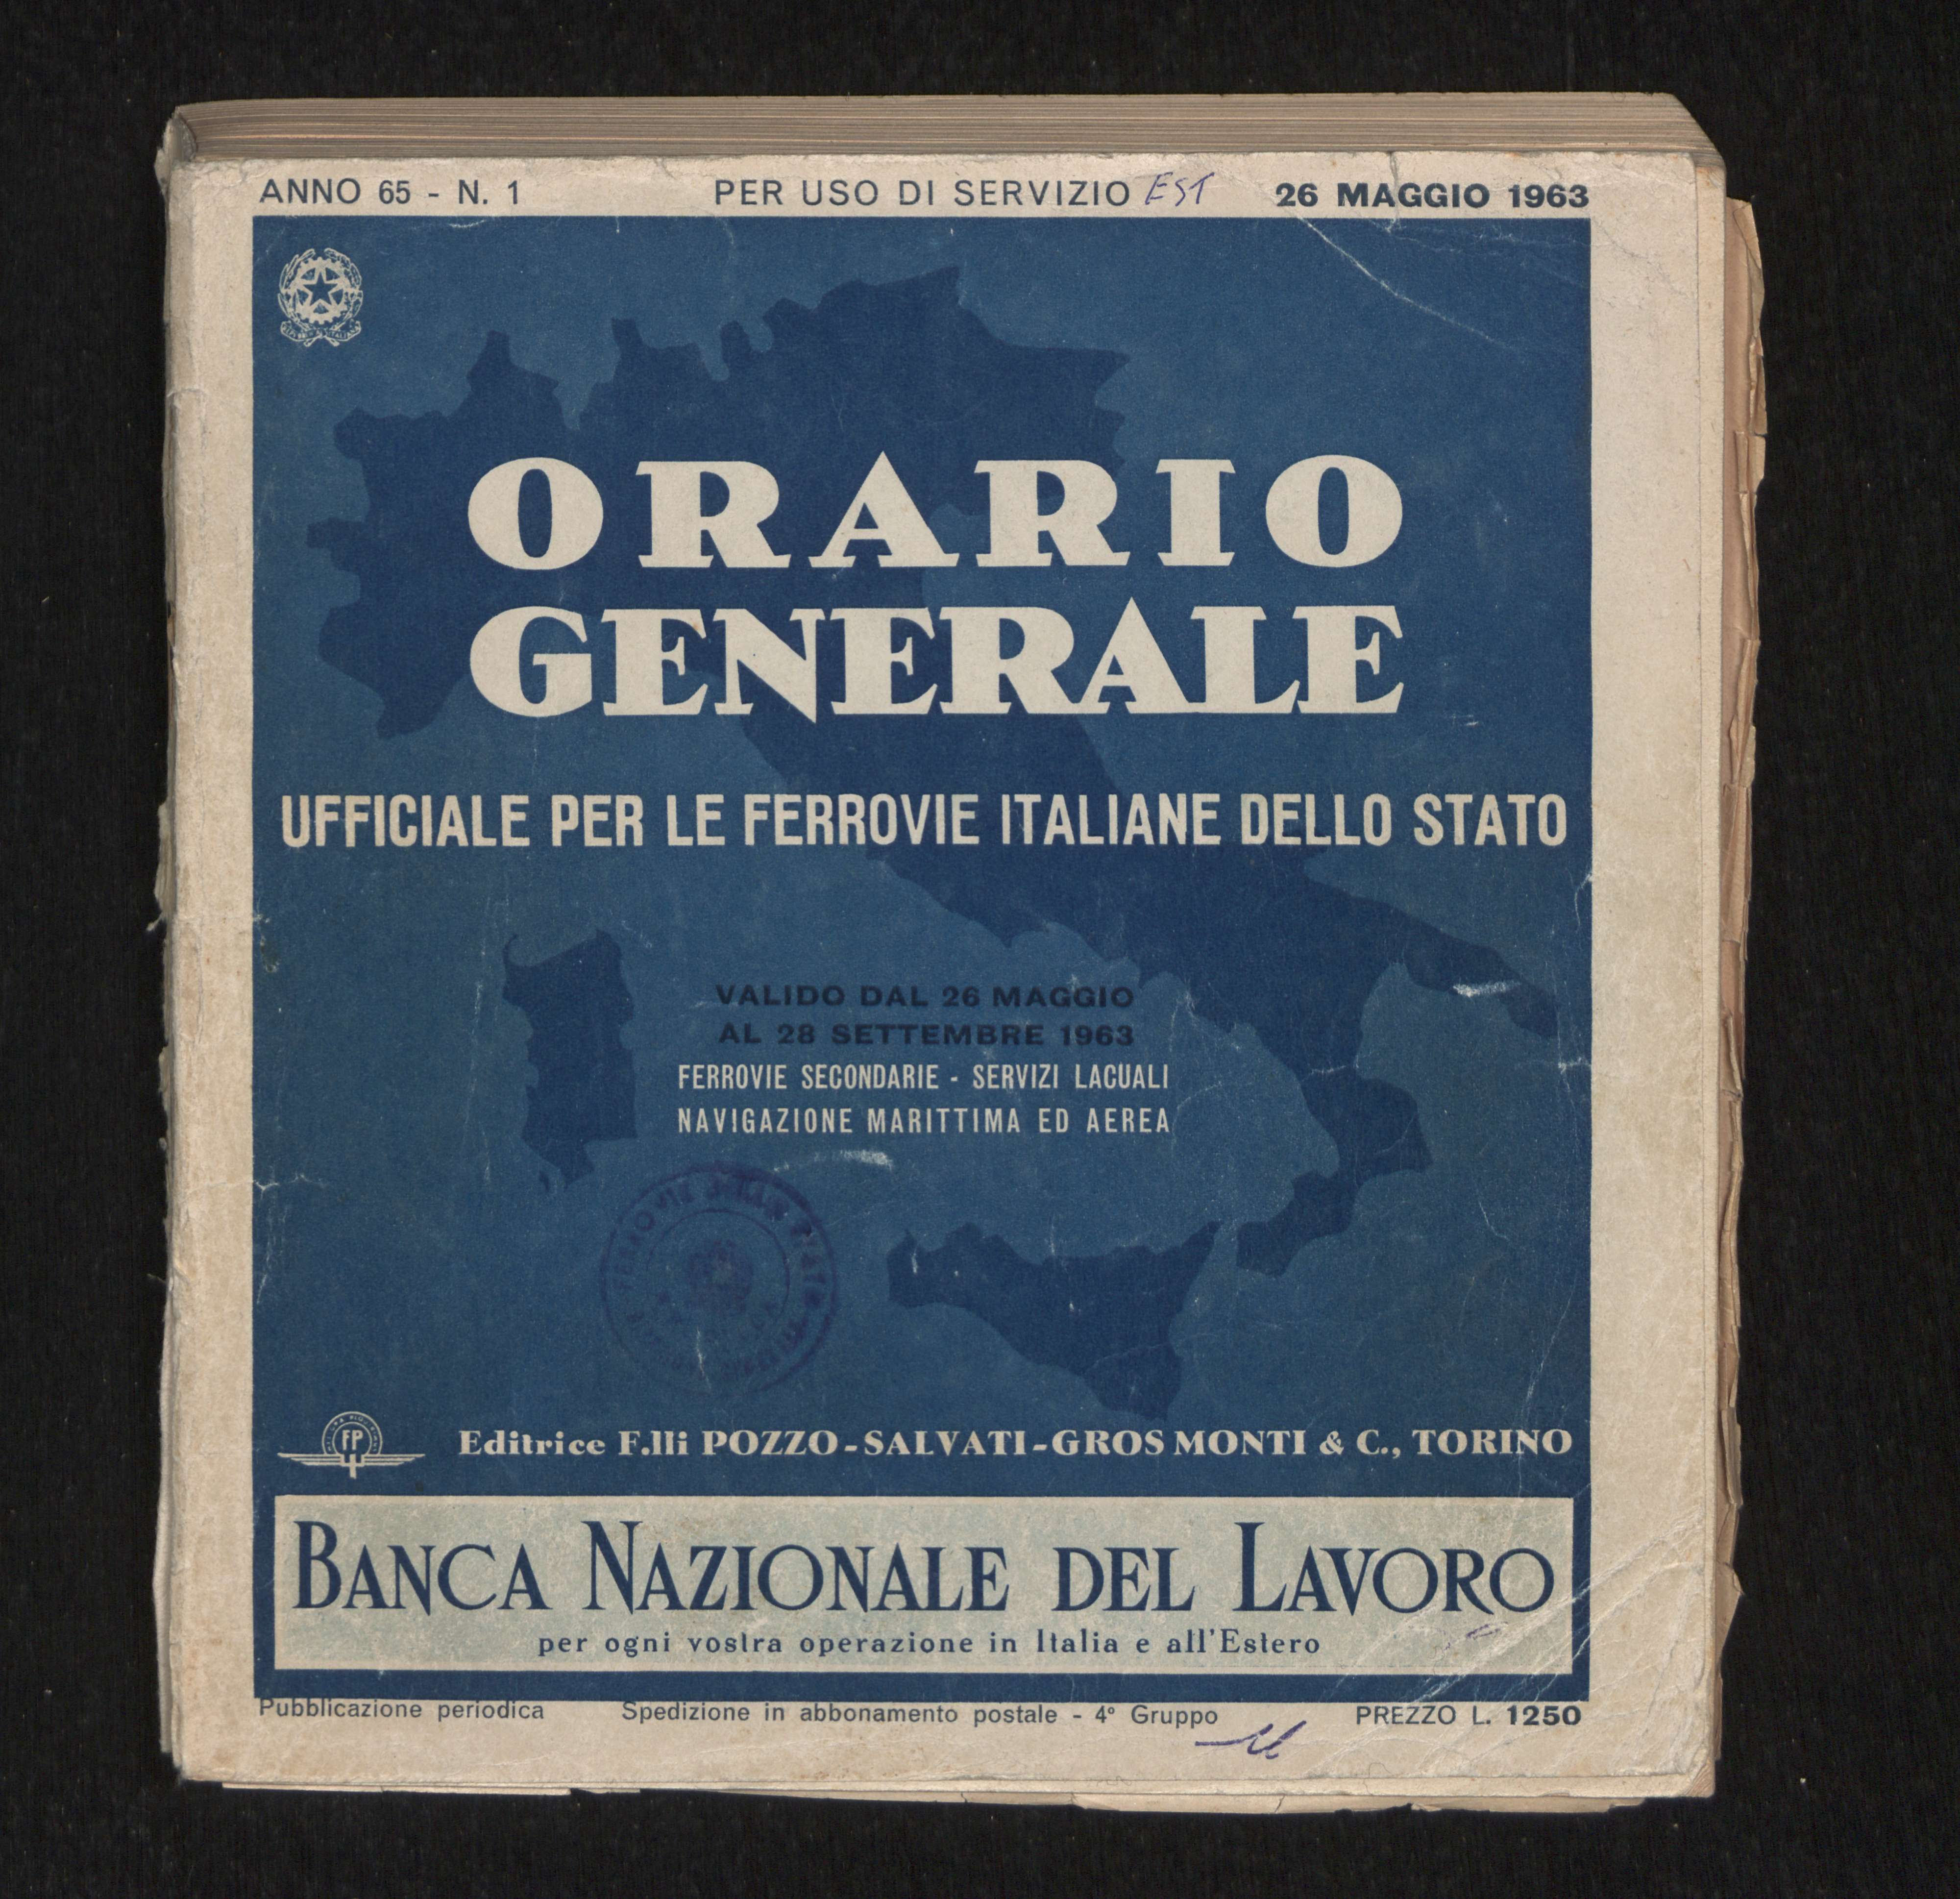 ANNO 65 - N. 1 PER USO DI SERVIZIO EST 26 MAGGIO 1963
ORARIO
GENERALE
UFFICIALE PER LE FERROVIE ITALIANE DELLO STATO
VALIDO DAL 26 MAGGIO
AL 28 SETTEMBRE 1963
FERROVIE SECONDARIE - SERVIZI LACUALI
NAVIGAZIONE MARITTIMA ED AEREA
FERROVIE STATO
FP
Editrice F.lli POZZO-SALVATI-GROS MONTI & C., TORINO
BANCA NAZIONALE DEL LAVORO
per ogni vostra operazione in Italia e all'Estero
Pubblicazione periodica Spedizione in abbonamento postale - 4° Gruppo PREZZO L. 1250